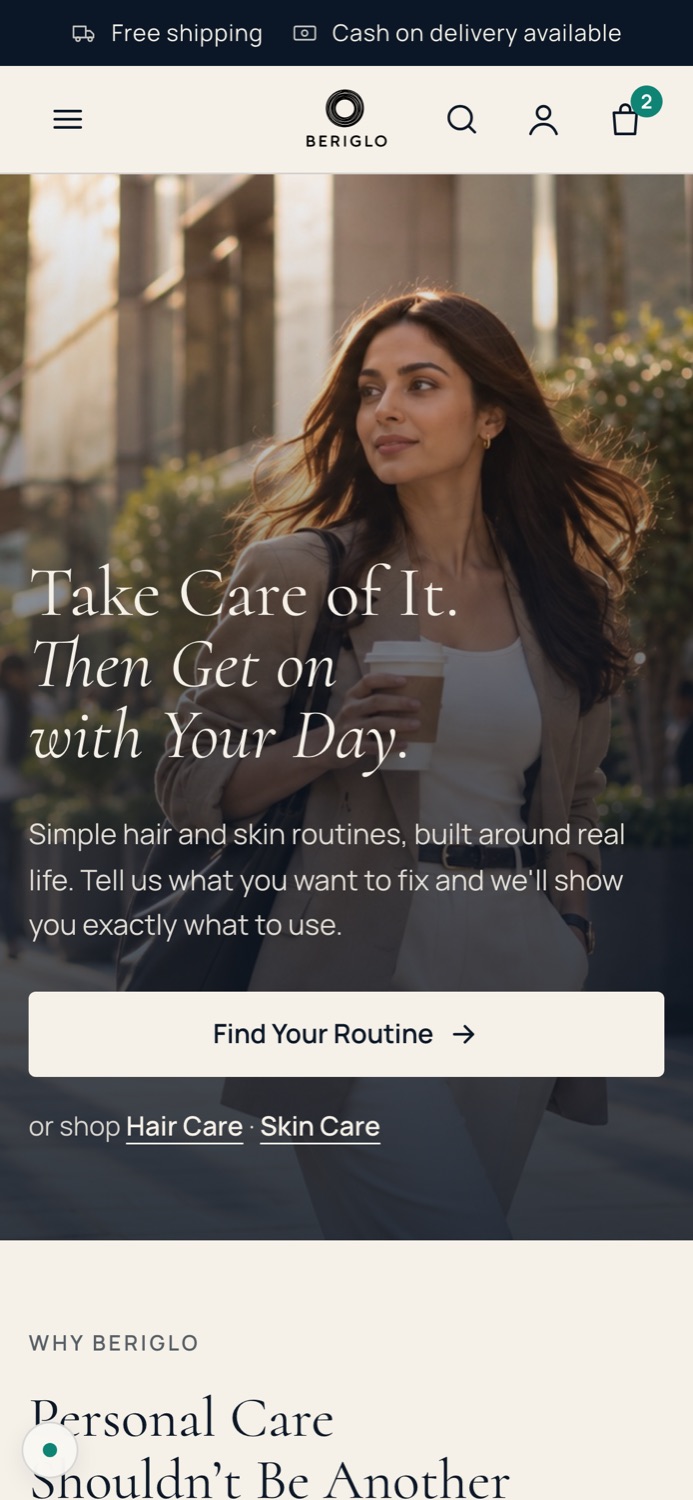 Free shipping Cash on delivery available
BERIGLO
2
Take Care of It.
Then Get on
with Your Day.
Simple hair and skin routines, built around real
life. Tell us what you want to fix and we'll show
you exactly what to use.
Find Your Routine →
or shop Hair Care · Skin Care
WHY BERIGLO
Personal Care
Shouldn’t Be Another